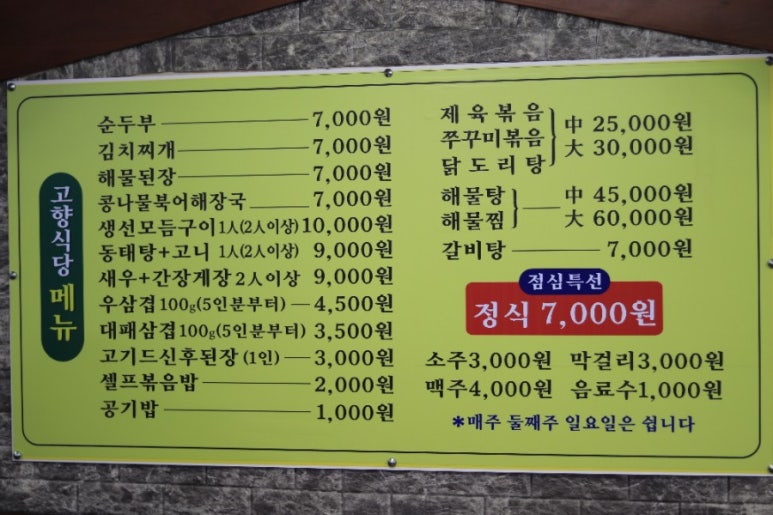 고향식당 메뉴
순두부 7,000원
김치찌개 7,000원
해물된장 7,000원
콩나물북어해장국 7,000원
생선모듬구이 1人(2人이상) 10,000원
동태탕+고니 1人(2人이상) 9,000원
새우+간장게장 2人이상 9,000원
우삼겹 100g(5인분부터) 4,500원
대패삼겹 100g(5인분부터) 3,500원
고기드신후된장 (1인) 3,000원
셀프볶음밥 2,000원
공기밥 1,000원
제육볶음
쭈꾸미볶음
닭도리탕
中 25,000원
大 30,000원
해물탕
해물찜
中 45,000원
大 60,000원
갈비탕 7,000원
점심특선
정식 7,000원
소주3,000원 막걸리3,000원
맥주4,000원 음료수1,000원
*매주 둘째주 일요일은 쉽니다